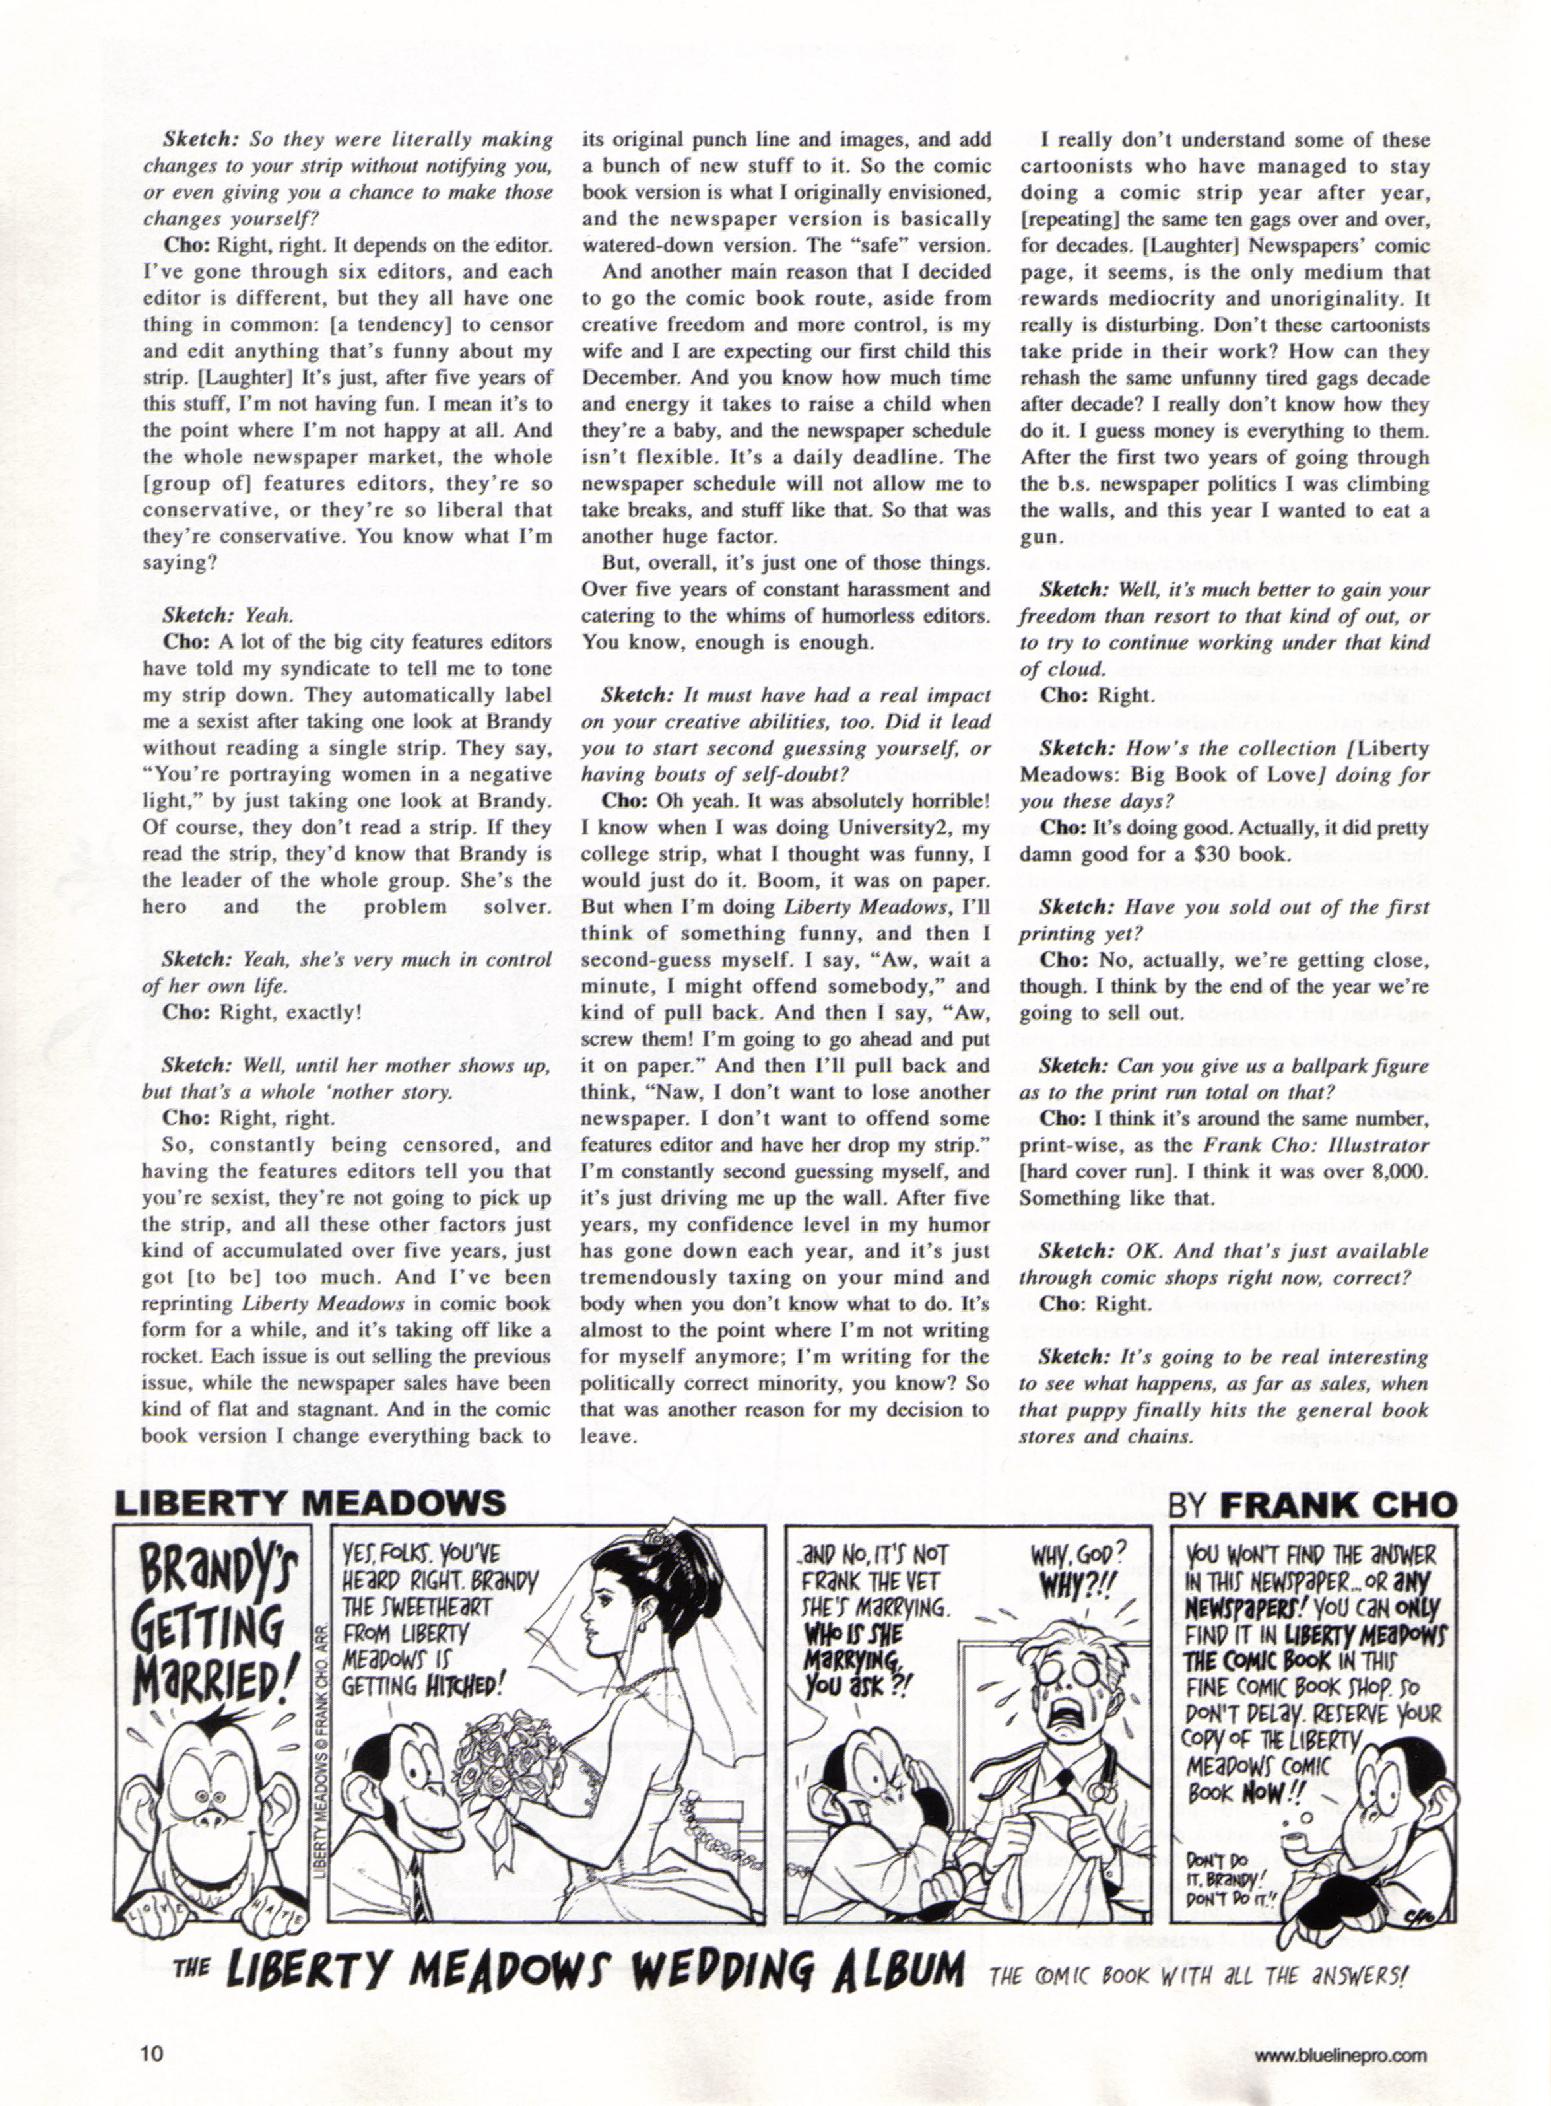 Sketch: So they were literally making
changes to your strip without notifying you,
or even giving you a chance to make those
changes yourself?
Cho: Right, right. It depends on the editor.
I've gone through six editors, and each
editor is different, but they all have one
thing in common: [a tendency] to censor
and edit anything that's funny about my
strip. [Laughter] It's just, after five years of
this stuff, I'm not having fun. I mean it's to
the point where I'm not happy at all. And
the whole newspaper market, the whole
[group of] features editors, they're so
conservative, or they're so liberal that
they're conservative. You know what I'm
saying?
Sketch: Yeah.
Cho: A lot of the big city features editors
have told my syndicate to tell me to tone
my strip down. They automatically label
me a sexist after taking one look at Brandy
without reading a single strip. They say,
“You're portraying women in a negative
light,” by just taking one look at Brandy.
Of course, they don't read a strip. If they
read the strip, they'd know that Brandy is
the leader of the whole group. She's the
hero and the problem solver.
Sketch: Yeah, she's very much in control
of her own life.
Cho: Right, exactly!
Sketch: Well, until her mother shows up,
but that's a whole ‘nother story.
Cho: Right, right.
So, constantly being censored, and
having the features editors tell you that
you're sexist, they're not going to pick up
the strip, and all these other factors just
kind of accumulated over five years, just
got [to be] too much. And I've been
reprinting Liberty Meadows in comic book
form for a while, and it's taking off like a
rocket. Each issue is out selling the previous
issue, while the newspaper sales have been
kind of flat and stagnant. And in the comic
book version I change everything back to
its original punch line and images, and add
a bunch of new stuff to it. So the comic
book version is what I originally envisioned,
and the newspaper version is basically
watered-down version. The “safe” version.
And another main reason that I decided
to go the comic book route, aside from
creative freedom and more control, is my
wife and I are expecting our first child this
December. And you know how much time
and energy it takes to raise a child when
they're a baby, and the newspaper schedule
isn't flexible. It's a daily deadline. The
newspaper schedule will not allow me to
take breaks, and stuff like that. So that was
another huge factor.
But, overall, it's just one of those things.
Over five years of constant harassment and
catering to the whims of humorless editors.
You know, enough is enough.
Sketch: It must have had a real impact
on your creative abilities, too. Did it lead
you to start second guessing yourself, or
having bouts of self-doubt?
Cho: Oh yeah. It was absolutely horrible!
I know when I was doing University2, my
college strip, what I thought was funny, I
would just do it. Boom, it was on paper.
But when I'm doing Liberty Meadows, I'll
think of something funny, and then I
second-guess myself. I say, “Aw, wait a
minute, I might offend somebody,” and
kind of pull back. And then I say, “Aw,
screw them! I'm going to go ahead and put
it on paper.” And then I'll pull back and
think, “Naw, I don't want to lose another
newspaper. I don't want to offend some
features editor and have her drop my strip.”
I'm constantly second guessing myself, and
it's just driving me up the wall. After five
years, my confidence level in my humor
has gone down each year, and it's just
tremendously taxing on your mind and
body when you don't know what to do. It's
almost to the point where I'm not writing
for myself anymore; I'm writing for the
politically correct minority, you know? So
that was another reason for my decision to
leave.
I really don't understand some of these
cartoonists who have managed to stay
doing a comic strip year after year,
[repeating] the same ten gags over and over,
for decades. [Laughter] Newspapers' comic
page, it seems, is the only medium that
rewards mediocrity and unoriginality. It
really is disturbing. Don't these cartoonists
take pride in their work? How can they
rehash the same unfunny tired gags decade
after decade? I really don't know how they
do it. I guess money is everything to them.
After the first two years of going through
the b.s. newspaper politics I was climbing
the walls, and this year I wanted to eat a
gun.
Sketch: Well, it's much better to gain your
freedom than resort to that kind of out, or
to try to continue working under that kind
of cloud.
Cho: Right.
Sketch: How's the collection [Liberty
Meadows: Big Book of Love] doing for
you these days?
Cho: It's doing good. Actually, it did pretty
damn good for a $30 book.
Sketch: Have you sold out of the first
printing yet?
Cho: No, actually, we're getting close,
though. I think by the end of the year we're
going to sell out.
Sketch: Can you give us a ballpark figure
as to the print run total on that?
Cho: I think it's around the same number,
print-wise, as the Frank Cho: Illustrator
[hard cover run]. I think it was over 8,000.
Something like that.
Sketch: OK. And that's just available
through comic shops right now, correct?
Cho: Right.
Sketch: It's going to be real interesting
to see what happens, as far as sales, when
that puppy finally hits the general book
stores and chains.
LIBERTY MEADOWS
BY FRANK CHO
BRANDY'S
GETTING
MARRIED!
LOVE
HATE
LIBERTY MEADOWS © FRANK CHO. ARR.
YES, FOLKS. YOU'VE
HEARD RIGHT. BRANDY
THE SWEETHEART
FROM LIBERTY
MEADOWS IS
GETTING HITCHED!
..AND NO, IT'S NOT
FRANK THE VET
SHE'S MARRYING.
WHO IS SHE
MARRYING,
YOU ASK?!
WHY, GOD?
WHY?!!
YOU WON'T FIND THE ANSWER
IN THIS NEWSPAPER... OR ANY
NEWSPAPERS! YOU CAN ONLY
FIND IT IN LIBERTY MEADOWS
THE COMIC BOOK IN THIS
FINE COMIC BOOK SHOP. SO
DON'T DELAY. RESERVE YOUR
COPY OF THE LIBERTY
MEADOWS COMIC
BOOK NOW!!
DON'T DO
IT, BRANDY!
DON'T DO IT!!
CHO
THE LIBERTY MEADOWS WEDDING ALBUM THE COMIC BOOK WITH ALL THE ANSWERS!
10
www.bluelinepro.com